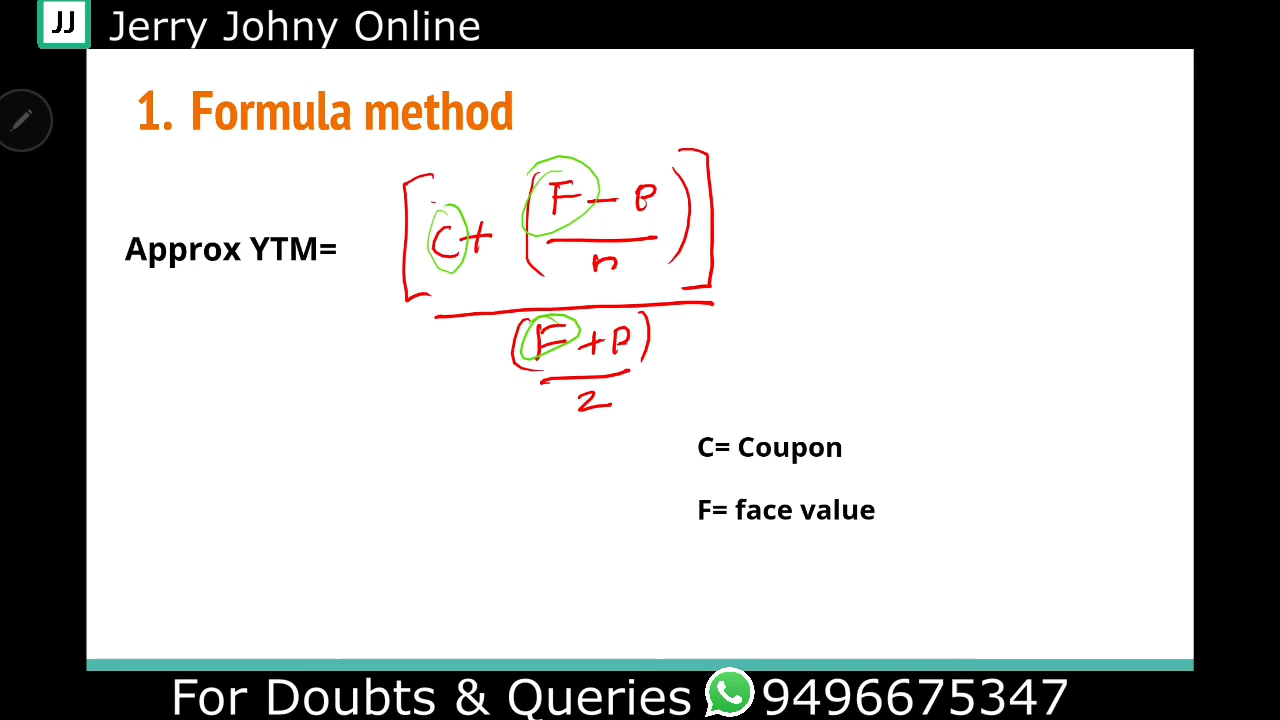 JJ Jerry Johny Online
1. Formula method
Approx YTM= [C + (F - P / n)]
(F + P)
2
C= Coupon
F= face value
For Doubts & Queries 9496675347